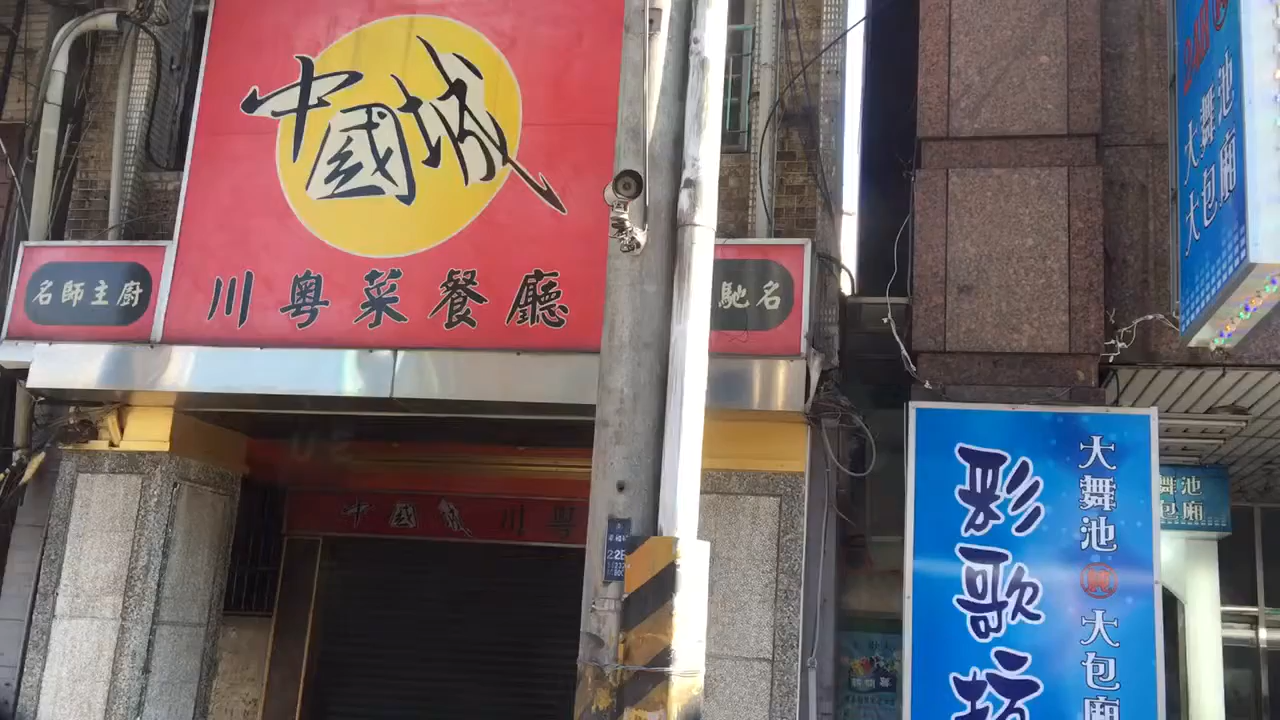 中國城
川粵菜餐廳
名師主廚
馳名
中國城川粵
大舞池
大包廂
彩歌坊
大舞池 大包廂
舞池
包廂